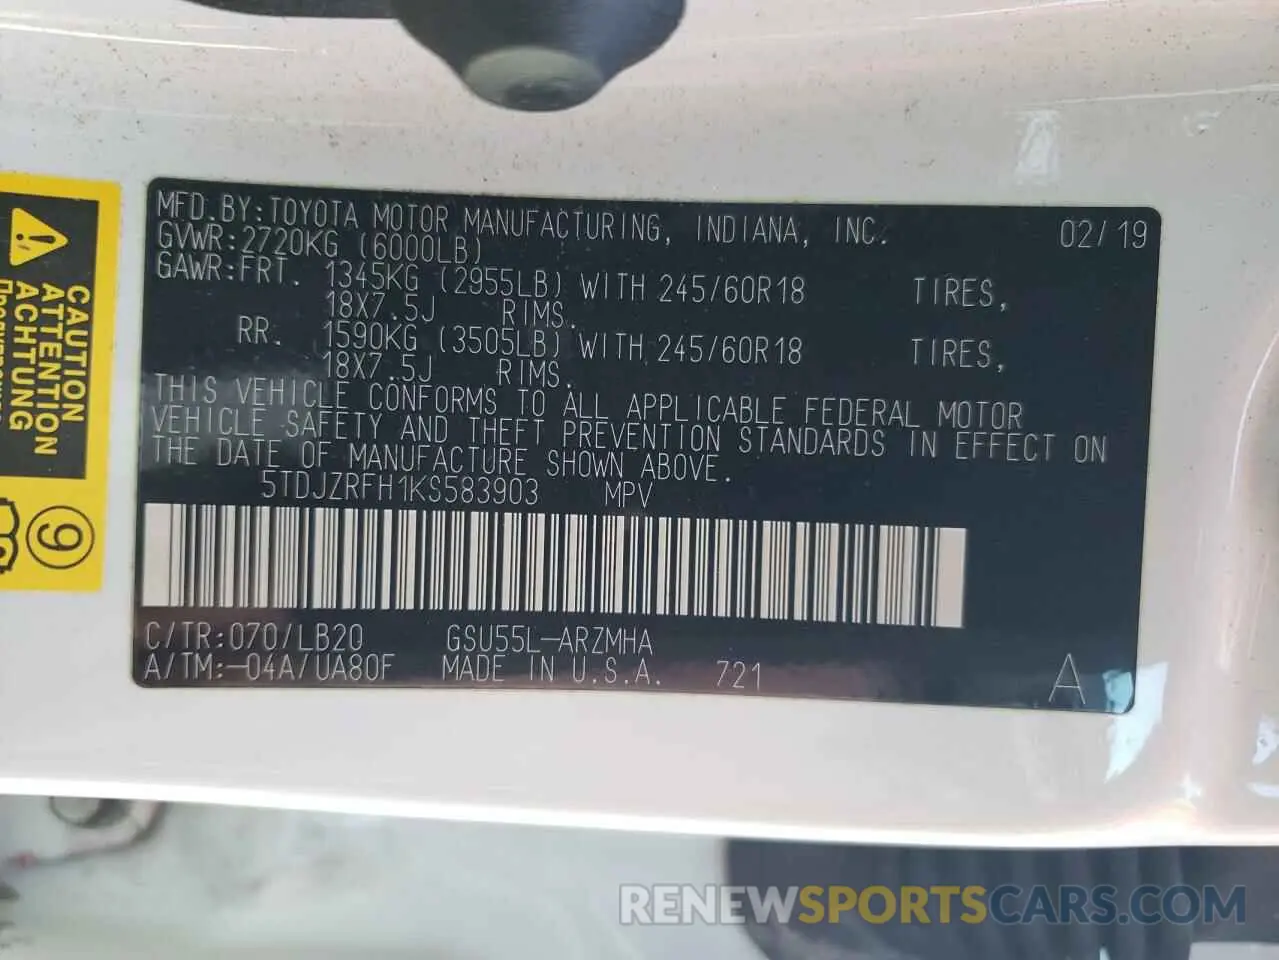 MFD.BY:TOYOTA MOTOR MANUFACTURING, INDIANA, INC. 02/19
GVWR:2720KG (6000LB)
GAWR:FRT. 1345KG (2955LB) WITH 245/60R18 TIRES,
18X7.5J RIMS.
RR. 1590KG (3505LB) WITH 245/60R18 TIRES,
18X7.5J RIMS.
THIS VEHICLE CONFORMS TO ALL APPLICABLE FEDERAL MOTOR
VEHICLE SAFETY AND THEFT PREVENTION STANDARDS IN EFFECT ON
THE DATE OF MANUFACTURE SHOWN ABOVE.
5TDJZRFH1KS583903 MPV
C/TR:070/LB20 GSU55L-ARZMHA
A/TM:-04A/UA80F MADE IN U.S.A. 721 A
CAUTION
ATTENTION
ACHTUNG
9
RENEWSPORTSCARS.COM